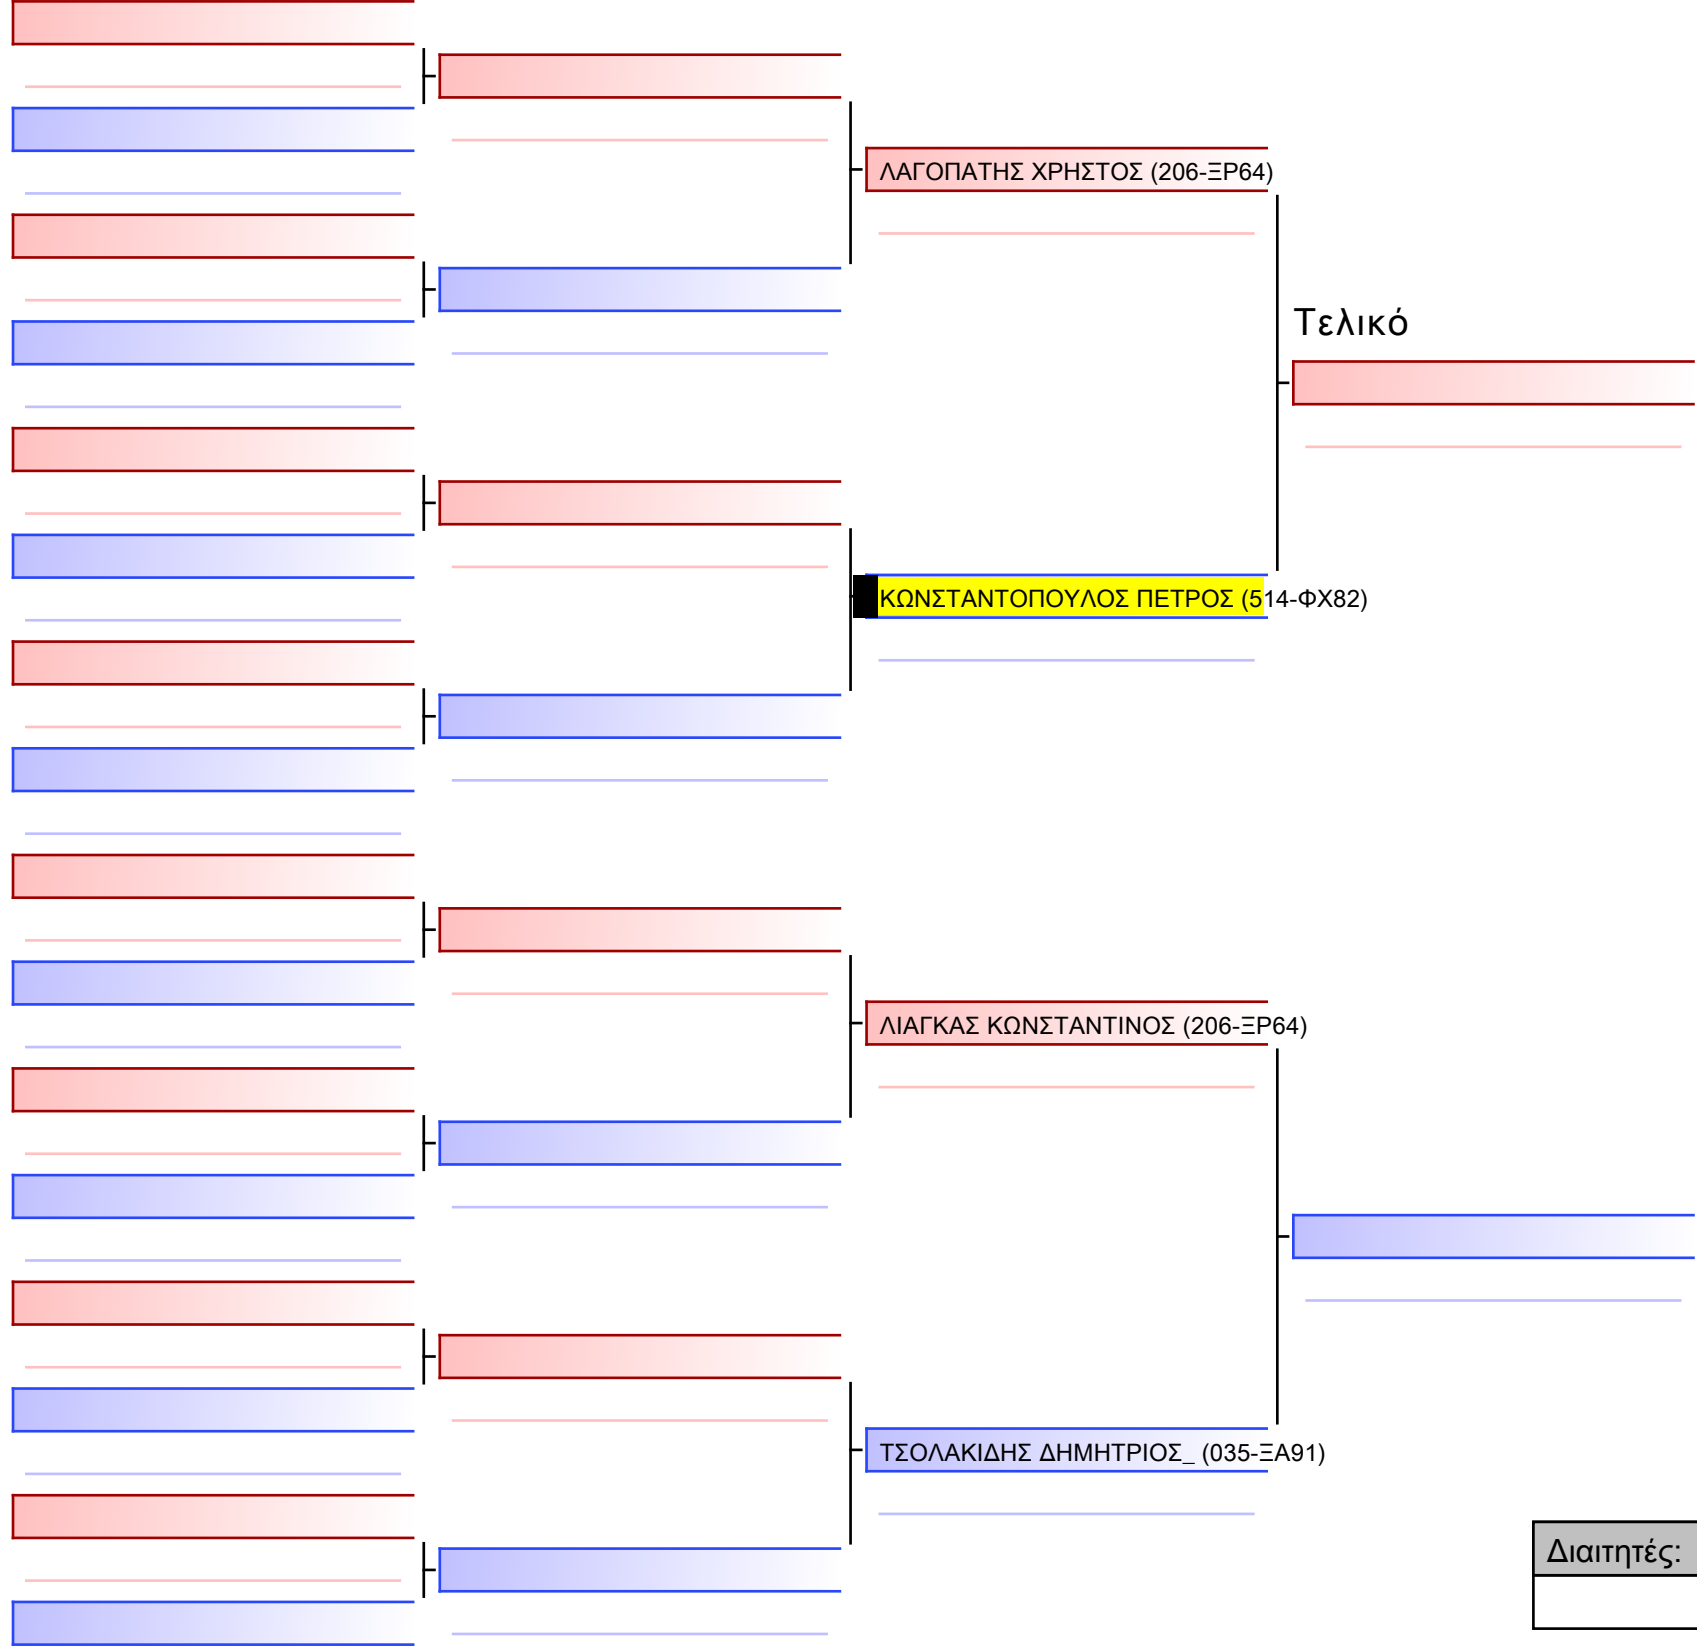 ΛΑΓΟΠΑΤΗΣ ΧΡΗΣΤΟΣ (206-ΞΡ64)
Τελικό
ΚΩΝΣΤΑΝΤΟΠΟΥΛΟΣ ΠΕΤΡΟΣ (514-ΦΧ82)
ΛΙΑΓΚΑΣ ΚΩΝΣΤΑΝΤΙΝΟΣ (206-ΞΡ64)
ΤΣΟΛΑΚΙΔΗΣ ΔΗΜΗΤΡΙΟΣ_ (035-ΞΑ91)
Διαιτητές: